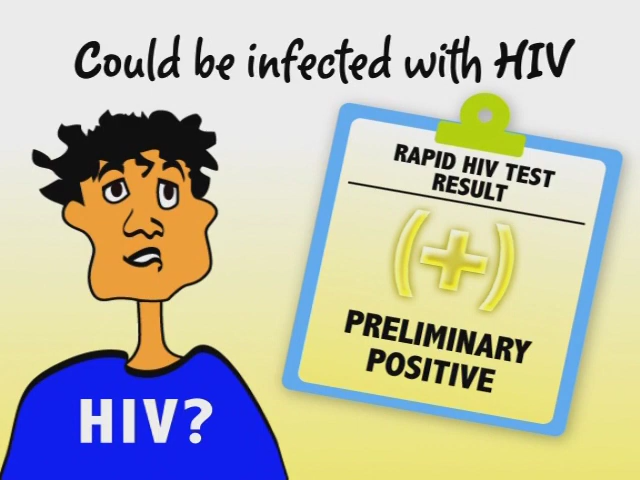 Could be infected with HIV
RAPID HIV TEST
RESULT
(+)
PRELIMINARY
POSITIVE
HIV?